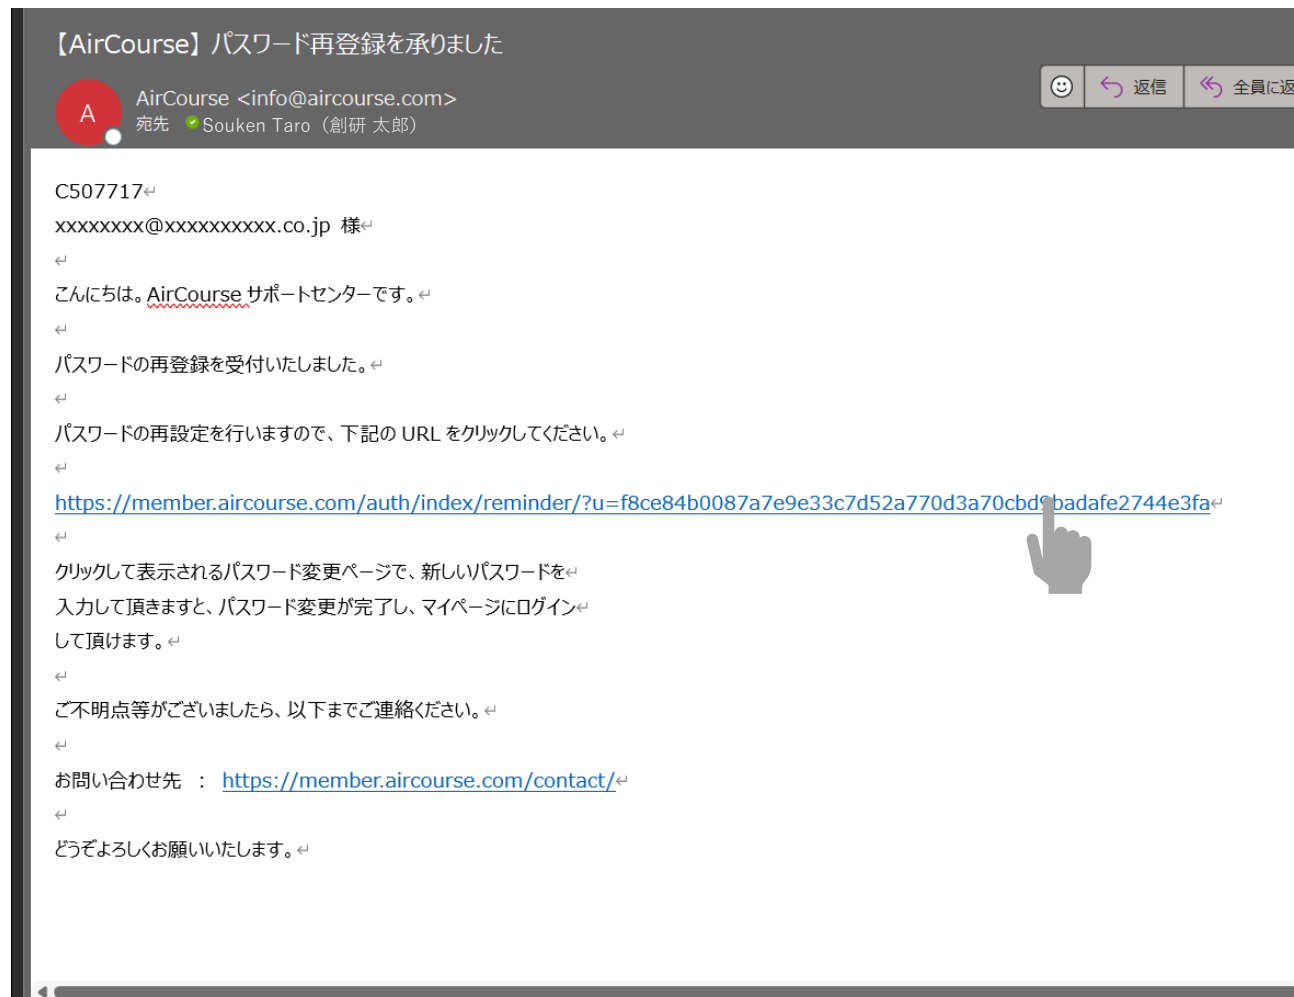 【AirCourse】パスワード再登録を承りました
A
AirCourse <info@aircourse.com>
宛先 Souken Taro（創研 太郎）
返信
全員に返
C507717↵
xxxxxxxx@xxxxxxxxxx.co.jp 様↵
↵
こんにちは。AirCourse サポートセンターです。↵
↵
パスワードの再登録を受付いたしました。↵
↵
パスワードの再設定を行いますので、下記の URL をクリックしてください。↵
↵
https://member.aircourse.com/auth/index/reminder/?u=f8ce84b0087a7e9e33c7d52a770d3a70cbd9badafe2744e3fa↵
↵
クリックして表示されるパスワード変更ページで、新しいパスワードを↵
入力して頂きますと、パスワード変更が完了し、マイページにログイン↵
して頂けます。↵
↵
ご不明点等がございましたら、以下までご連絡ください。↵
↵
お問い合わせ先 ： https://member.aircourse.com/contact/↵
↵
どうぞよろしくお願いいたします。↵